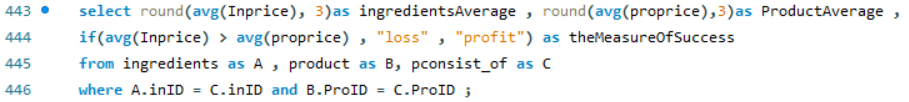 443 select round(avg(Inprice), 3)as ingredientsAverage , round(avg(proprice),3)as ProductAverage ,
444 if(avg(Inprice) > avg(proprice) , "loss" , "profit") as theMeasureOfSuccess
445 from ingredients as A , product as B, pconsist_of as C
446 where A.inID = C.inID and B.ProID = C.ProID ;